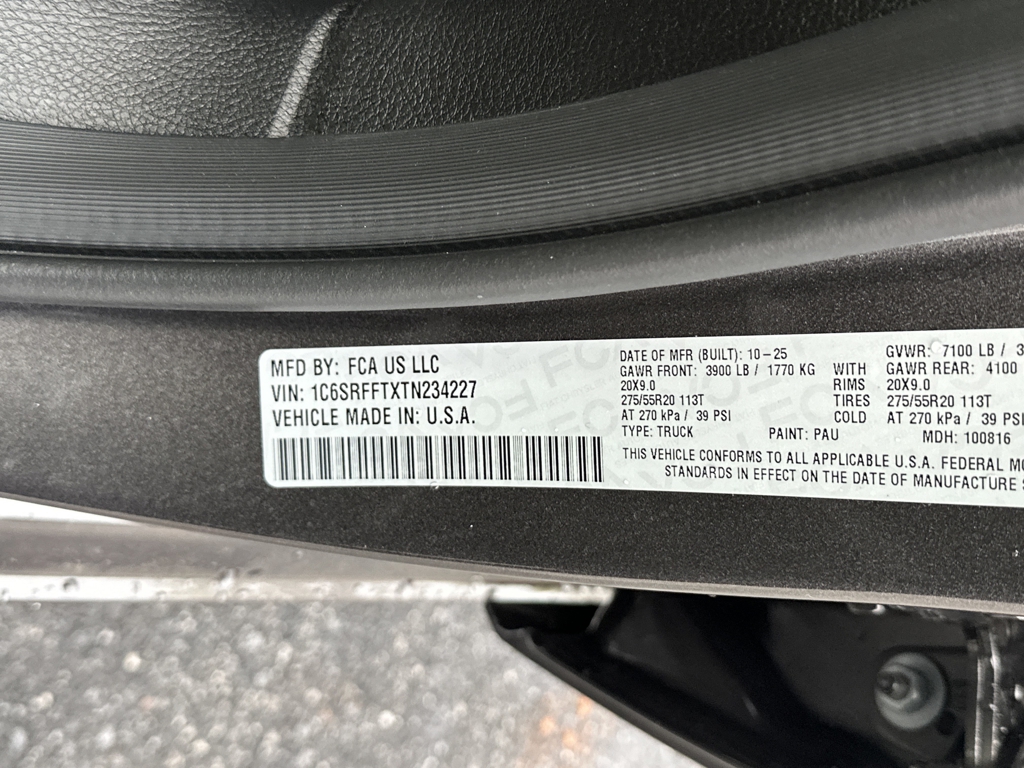 MFD BY: FCA US LLC
VIN: 1C6SRFFTXTN234227
VEHICLE MADE IN: U.S.A.
DATE OF MFR (BUILT): 10-25
GAWR FRONT: 3900 LB / 1770 KG WITH
20X9.0 RIMS
275/55R20 113T TIRES
AT 270 kPa / 39 PSI COLD
TYPE: TRUCK PAINT: PAU MDH: 100816
GVWR: 7100 LB / 3
GAWR REAR: 4100
20X9.0
275/55R20 113T
AT 270 kPa / 39 PSI
THIS VEHICLE CONFORMS TO ALL APPLICABLE U.S.A. FEDERAL MO
STANDARDS IN EFFECT ON THE DATE OF MANUFACTURE S